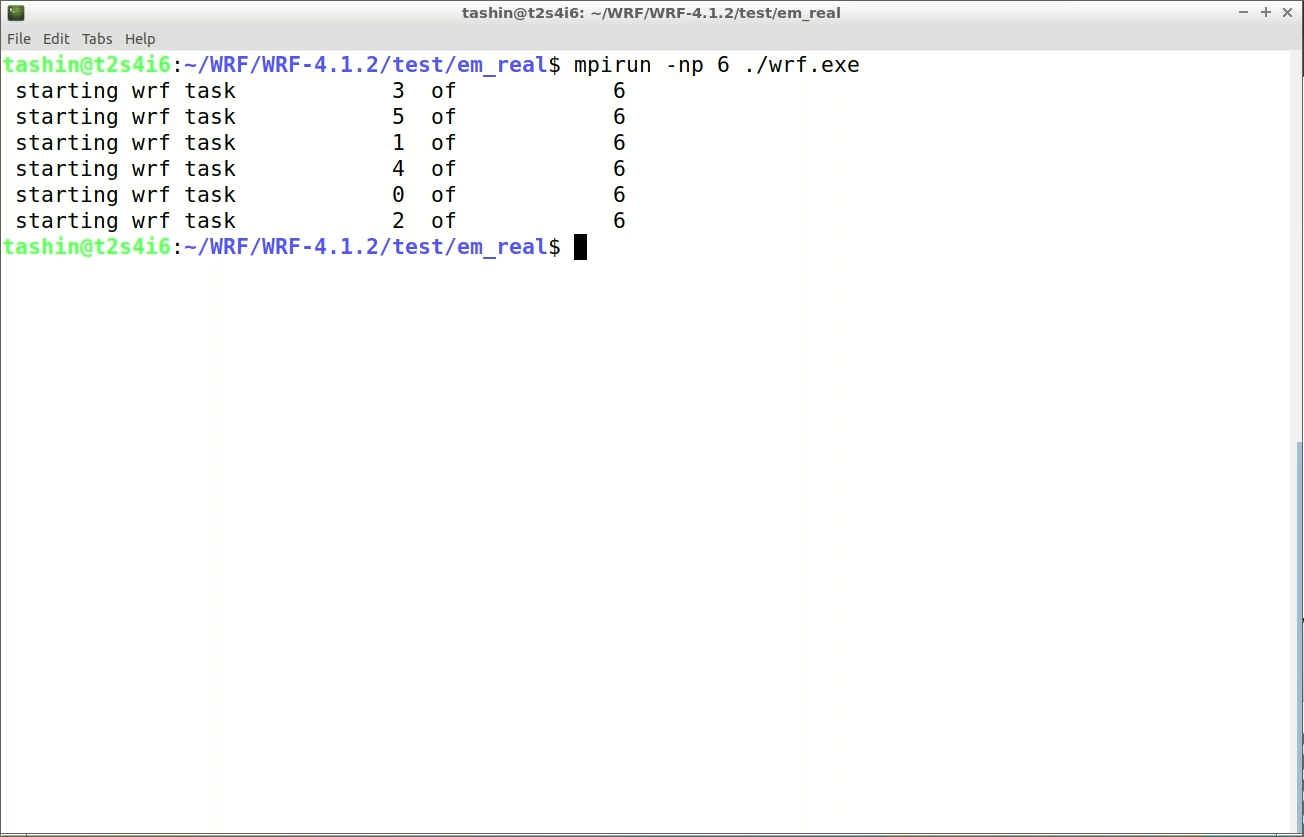 tashin@t2s4i6: ~/WRF/WRF-4.1.2/test/em_real
File Edit Tabs Help
tashin@t2s4i6:~/WRF/WRF-4.1.2/test/em_real$ mpirun -np 6 ./wrf.exe
 starting wrf task            3  of            6
 starting wrf task            5  of            6
 starting wrf task            1  of            6
 starting wrf task            4  of            6
 starting wrf task            0  of            6
 starting wrf task            2  of            6
tashin@t2s4i6:~/WRF/WRF-4.1.2/test/em_real$